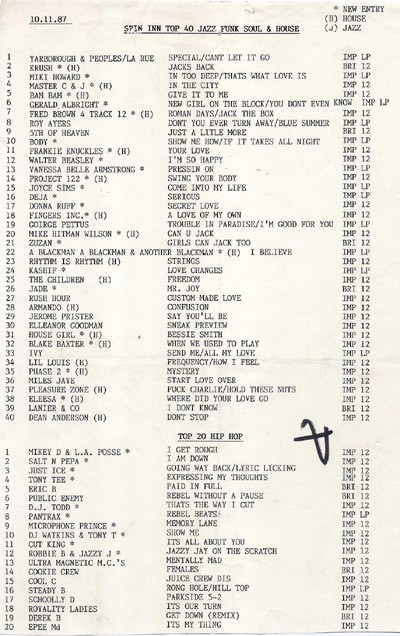 10.11.87
* NEW ENTRY
(H) HOUSE
(J) JAZZ
SPIN INN TOP 40 JAZZ FUNK SOUL & HOUSE
1 YARBOROUGH & PEOPLES/LA RUE SPECIAL/CANT LET IT GO IMP LP
2 KRUSH * (H) JACKS BACK BRI 12
3 MIKI HOWARD * IN TOO DEEP/THATS WHAT LOVE IS IMP LP
4 MASTER C & J * (H) IN THE CITY IMP 12
5 BAM BAM * (H) GIVE IT TO ME IMP 12
6 GERALD ALBRIGHT * NEW GIRL ON THE BLOCK/YOU DONT EVEN KNOW IMP LP
7 FRED BROWN 4 TRACK 12 * (H) ROMAN DAYS/JACK THE BOX IMP 12
8 ROY AYERS DONT YOU EVER TURN AWAY/BLUE SUMMER IMP LP
9 5TH OF HEAVEN JUST A LITTLE MORE BRI 12
10 BODY * SHOW ME HOW/IF IT TAKES ALL NIGHT IMP LP
11 FRANKIE KNUCKLES * (H) YOUR LOVE IMP 12
12 WALTER BEASLEY * I'M SO HAPPY IMP LP
13 VANESSA BELLE ARMSTRONG * PRESSIN ON IMP LP
14 PROJECT 122 * (H) SWING YOUR BODY IMP 12
15 JOYCE SIMS * COME INTO MY LIFE IMP LP
16 DEJA * SERIOUS IMP LP
17 DONNA RUFF * SECRET LOVE IMP 12
18 FINGERS INC.* (H) A LOVE OF MY OWN IMP 12
19 GOIRGE PETTUS TROUBLE IN PARADISE/I'M GOOD FOR YOU IMP LP
20 MIKE HITMAN WILSON * (H) CAN U JACK IMP 12
21 ZUZAN * GIRLS CAN JACK TOO BRI 12
22 A BLACKMAN A BLACKMAN & ANOTHER BLACKMAN * (H) I BELIEVE IMP LP
23 RHYTHM IS RHYTHM (H) STRINGS IMP 12
24 KASHIF * LOVE CHANGES IMP LP
25 THE CHILDREN (H) FREEDOM IMP 12
26 JADE * MR. JOY BRI 12
27 RUSH HOUR CUSTOM MADE LOVE IMP 12
28 ARMANDO (H) CONFUSION IMP 12
29 JEROME PRISTER SAY YOU'LL BE IMP 12
30 ELLEANOR GOODMAN SNEAK PREVIEW IMP 12
31 HOUSE GIRL * (H) BESSIE SMITH IMP 12
32 BLAKE BAXTER * (H) WHEN WE USED TO PLAY IMP 12
33 IVY SEND ME/ALL MY LOVE IMP LP
34 LIL LOUIS (H) FREQUENCY/HOW I FEEL IMP 12
35 PHASE 2 * (H) MYSTERY IMP 12
36 MILES JAYE START LOVE OVER IMP 12
37 PLEASURE ZONE (H) FUCK CHARLIE/HOLD THESE NUTS IMP 12
38 ELEESA * (H) WHERE DID YOUR LOVE GO IMP 12
39 LANIER & CO I DONT KNOW BRI 12
40 DEAN ANDERSON (H) DONT STOP IMP 12
TOP 20 HIP HOP
1 MIKEY D & L.A. POSSE * I GET ROUGH IMP 12
2 SALT N PEPA * I AM DOWN IMP 12
3 JUST ICE * GOING WAY BACK/LYRIC LICKING IMP 12
4 TONY TEE * EXPRESSING MY THOUGHTS IMP 12
5 ERIC B PAID IN FULL BRI 12
6 PUBLIC ENEMY REBEL WITHOUT A PAUSE BRI 12
7 D.J. TODD * THATS THE WAY I CUT IMP 12
8 PANTRAX * REBEL BEATS IMP LP
9 MICROPHONE PRINCE * MEMORY LANE IMP 12
10 DJ WATKINS & TONY T * SHOW ME IMP 12
11 CUT KING * ITS ALL ABOUT YOU IMP 12
12 ROBBIE B & JAZZY J * JAZZY JAY ON THE SCRATCH IMP 12
13 ULTRA MAGNETIC M.C.'S MENTALLY MAD IMP 12
14 COOKIE CREW FEMALES BRI 12
15 COOL C JUICE CREW DIS IMP 12
16 STEADY B RONG HOLE/HILL TOP IMP LP
17 SCHOOLLY D PARKSIDE 5-2 IMP 12
18 ROYALITY LADIES ITS OUR TURN IMP 12
19 DEREK B GET DOWN (REMIX) BRI 12
20 EPEE Md ITS MY THING IMP 12